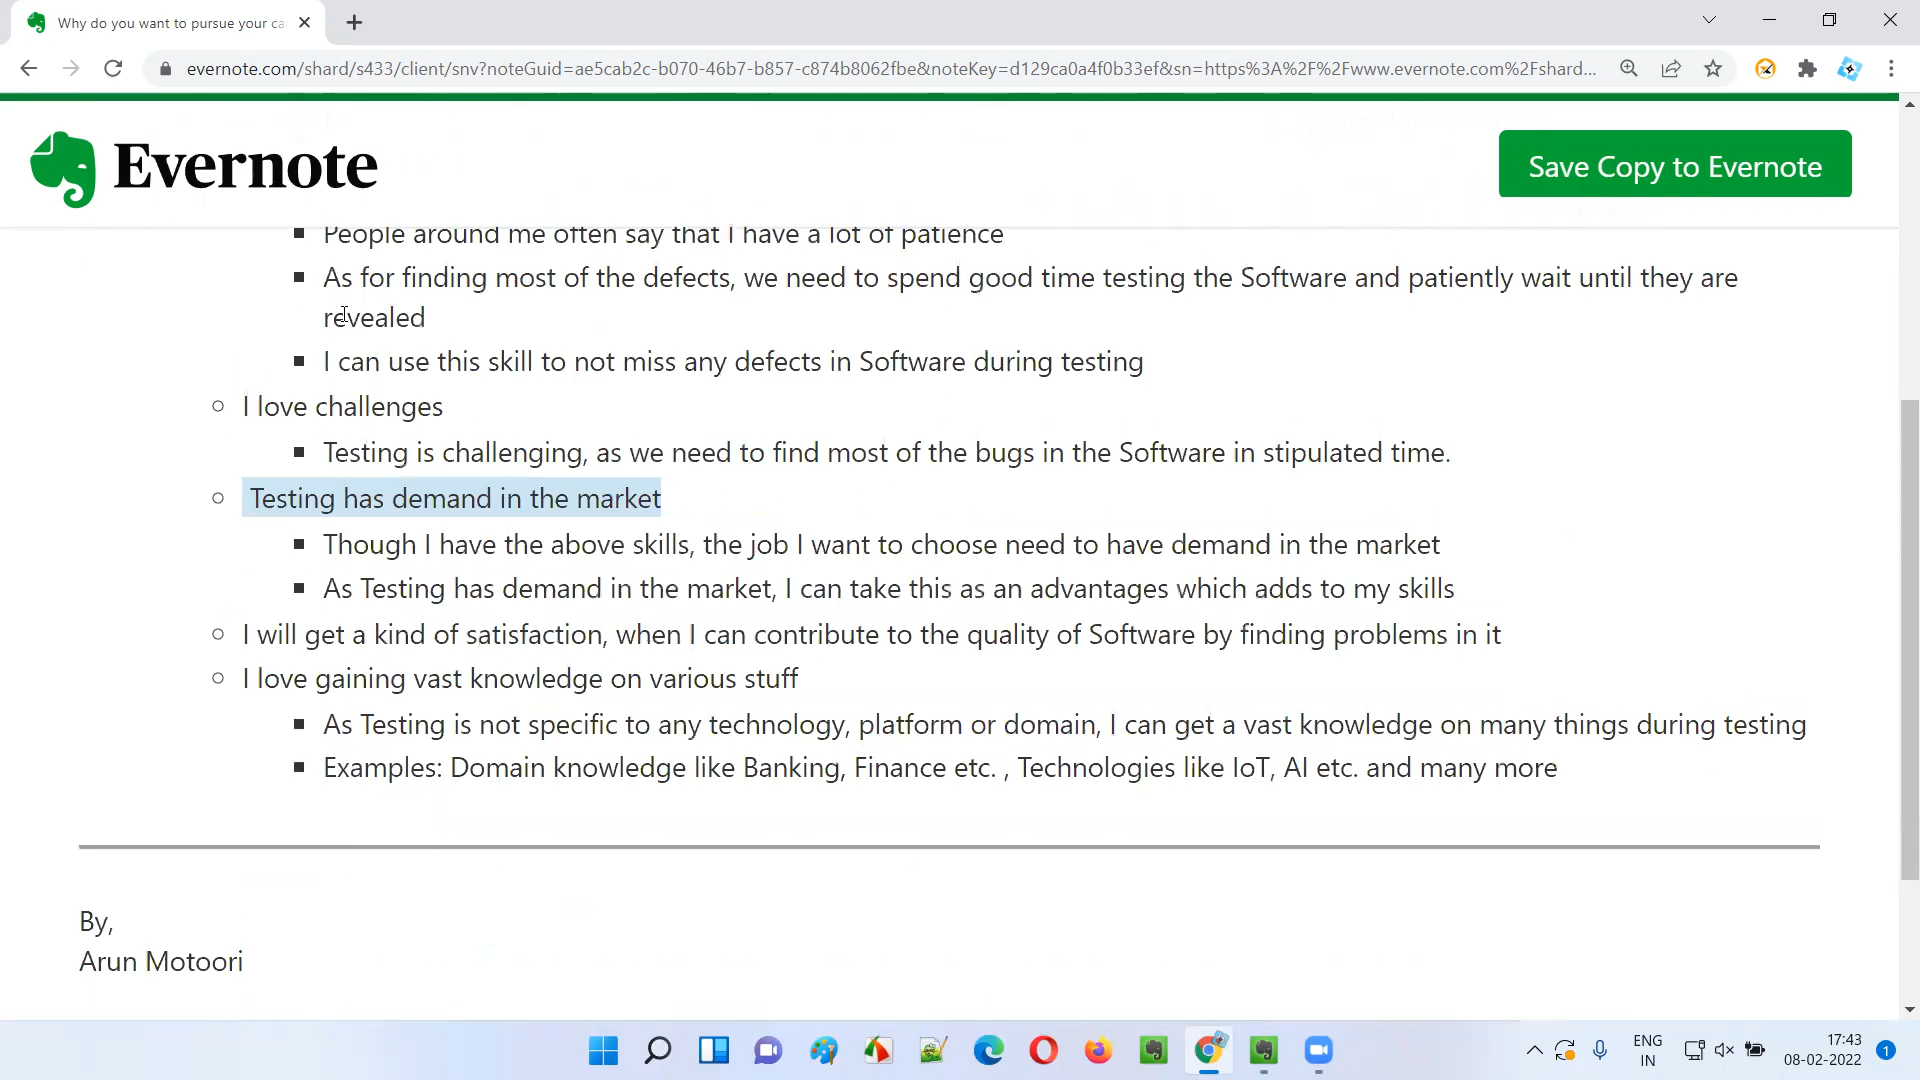 Why do you want to pursue your ca
evernote.com/shard/s433/client/snv?noteGuid=ae5cab2c-b070-46b7-b857-c874b8062fbe&noteKey=d129ca0a4f0b33ef&sn=https%3A%2F%2Fwww.evernote.com%2Fshard...
Evernote
Save Copy to Evernote
People around me often say that I have a lot of patience
As for finding most of the defects, we need to spend good time testing the Software and patiently wait until they are
revealed
I can use this skill to not miss any defects in Software during testing
I love challenges
Testing is challenging, as we need to find most of the bugs in the Software in stipulated time.
Testing has demand in the market
Though I have the above skills, the job I want to choose need to have demand in the market
As Testing has demand in the market, I can take this as an advantages which adds to my skills
I will get a kind of satisfaction, when I can contribute to the quality of Software by finding problems in it
I love gaining vast knowledge on various stuff
As Testing is not specific to any technology, platform or domain, I can get a vast knowledge on many things during testing
Examples: Domain knowledge like Banking, Finance etc. , Technologies like IoT, AI etc. and many more
By,
Arun Motoori
ENG
IN
17:43
08-02-2022
1